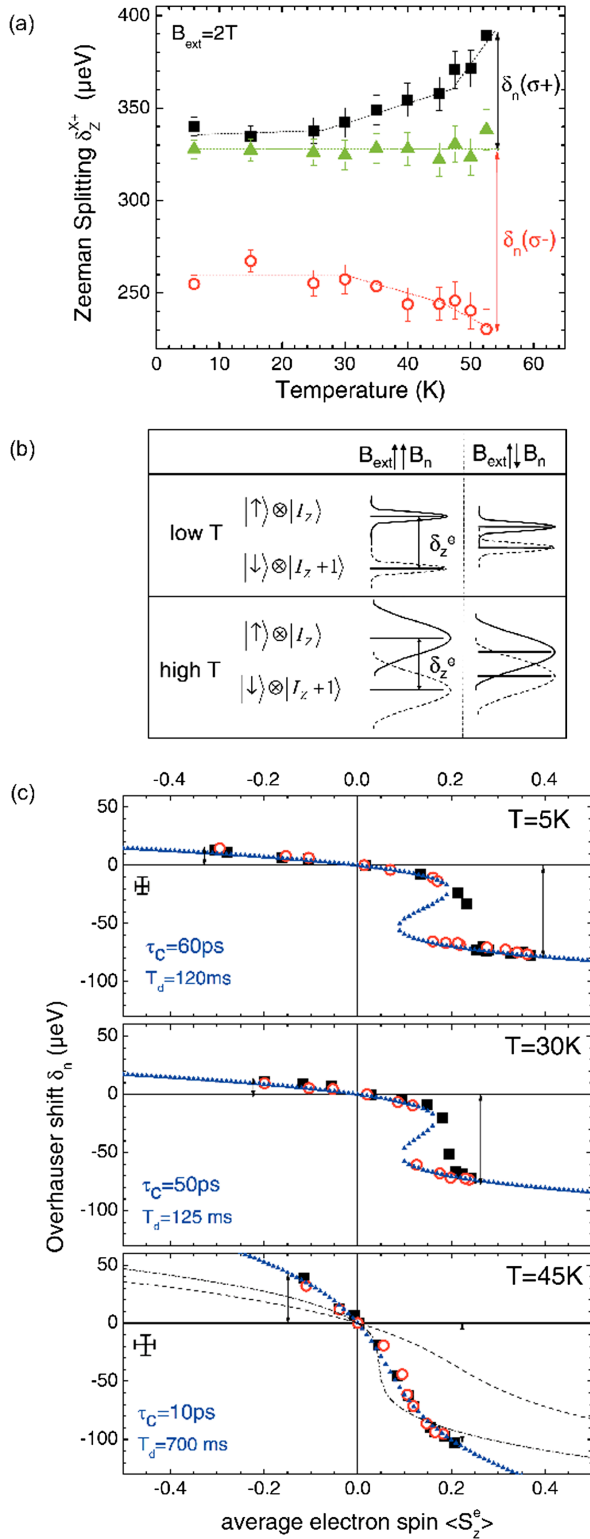 (a)
B_ext=2T
Zeeman Splitting δ_Z^X+ (µeV)
400
350
300
250
δ_n(σ+)
δ_n(σ-)
0 10 20 30 40 50 60
Temperature (K)
(b)
B_ext↑↑B_n B_ext↑↓B_n
low T
|↑⟩⊗|I_Z⟩
|↓⟩⊗|I_Z+1⟩
δ_z^e
high T
|↑⟩⊗|I_Z⟩
|↓⟩⊗|I_Z+1⟩
δ_z^e
(c)
-0.4 -0.2 0.0 0.2 0.4
Overhauser shift δ_n (µeV)
50
0
-50
-100
T=5K
τ_C=60ps
T_d=120ms
50
0
-50
-100
T=30K
τ_C=50ps
T_d=125 ms
50
0
-50
-100
T=45K
τ_C=10ps
T_d=700 ms
-0.4 -0.2 0.0 0.2 0.4
average electron spin <S_z^e>